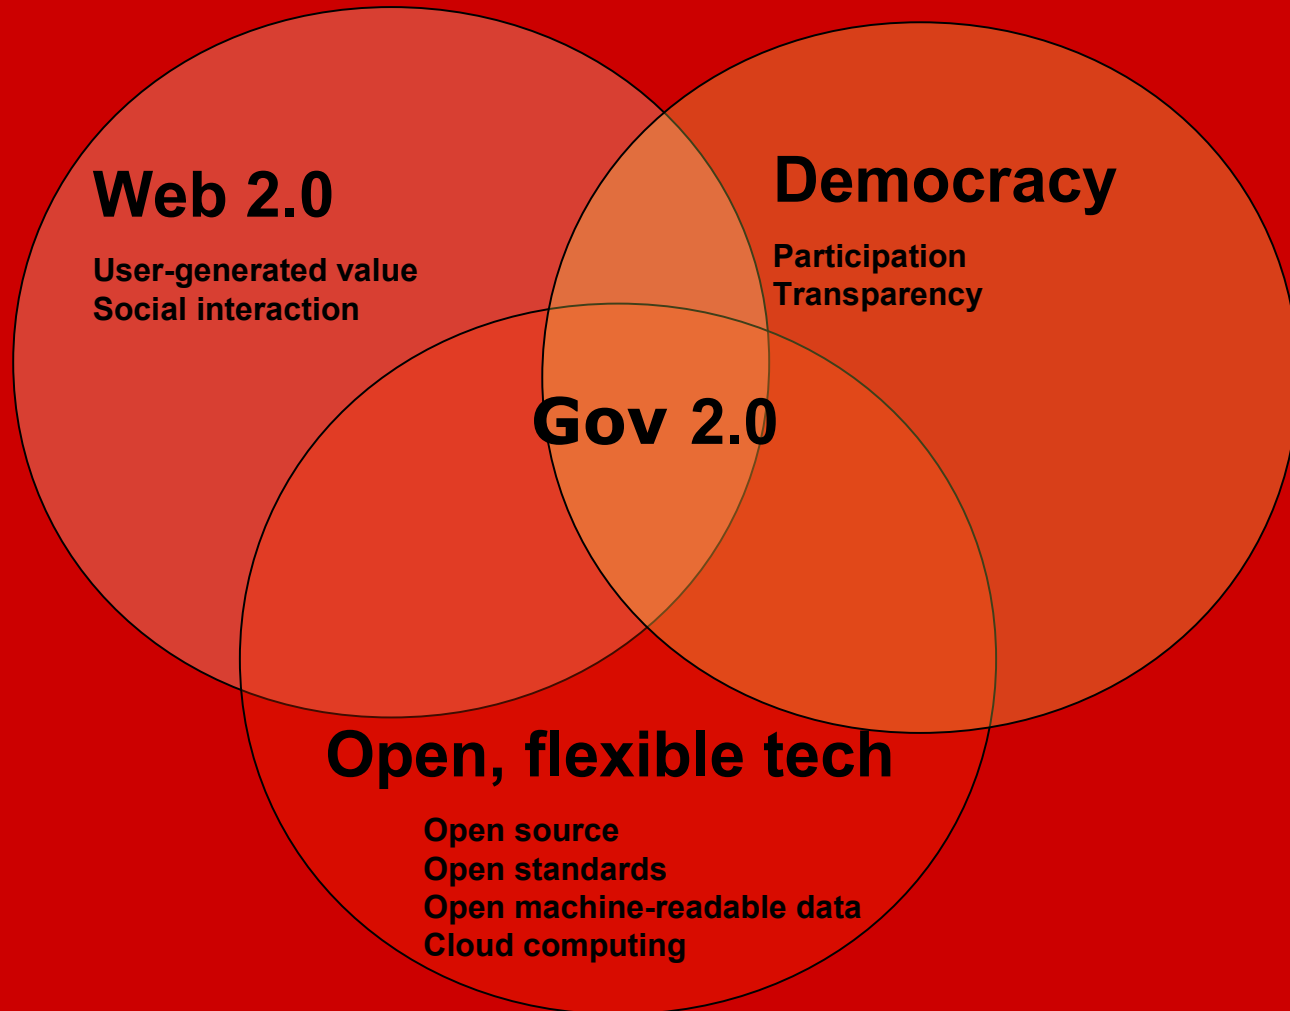 Web 2.0
User-generated value
Social interaction
Democracy
Participation
Transparency
Gov 2.0
Open, flexible tech
Open source
Open standards
Open machine-readable data
Cloud computing